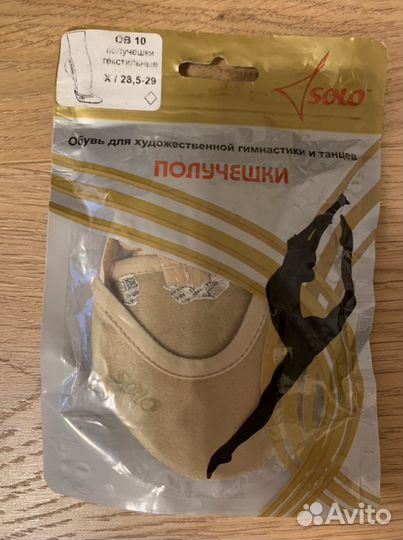 OB 10
получешки
текстильные
X / 28,5-29
SOLO
Обувь для художественной гимнастики и танцев
ПОЛУЧЕШКИ
SOLO
Avito